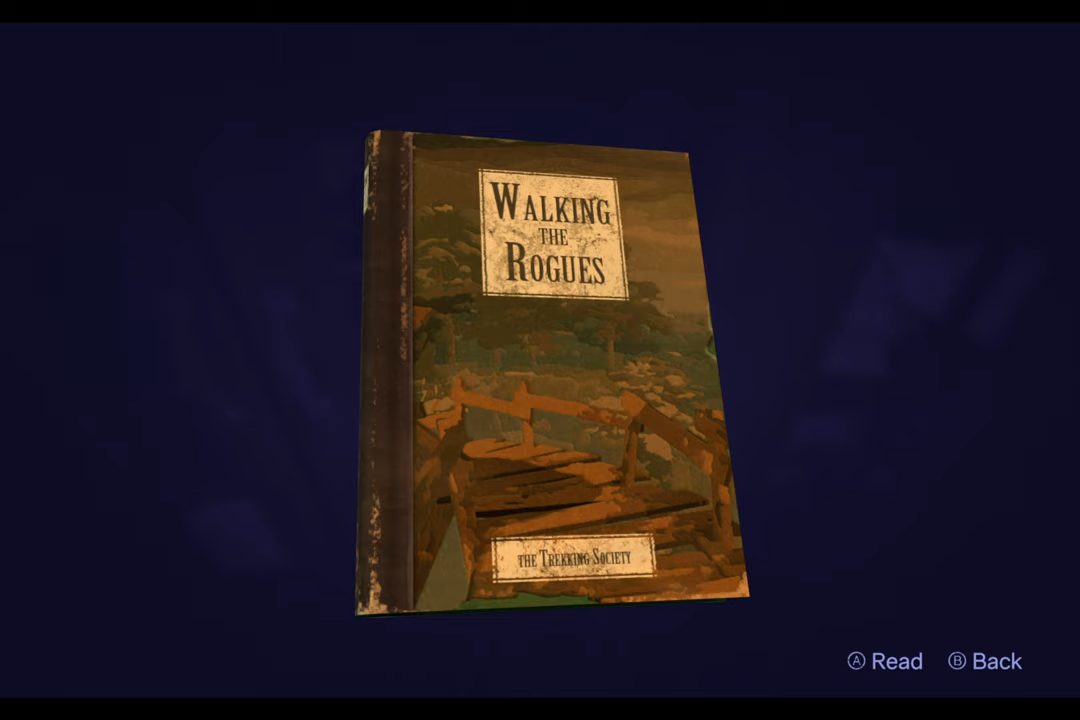 WALKING
THE
ROGUES
THE TREKKING SOCIETY
Ⓐ Read Ⓑ Back